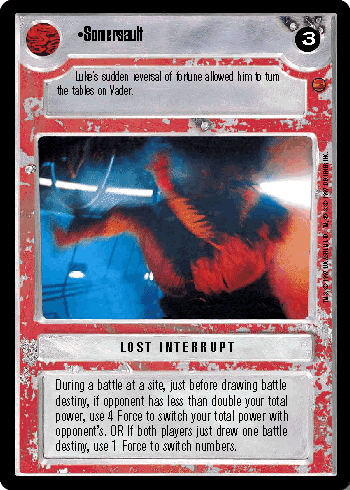 •Somersault
3
Luke's sudden reversal of fortune allowed him to turn
the tables on Vader.
LOST INTERRUPT
During a battle at a site, just before drawing battle
destiny, if opponent has less than double your total
power, use 4 Force to switch your total power with
opponent's. OR If both players just drew one battle
destiny, use 1 Force to switch numbers.